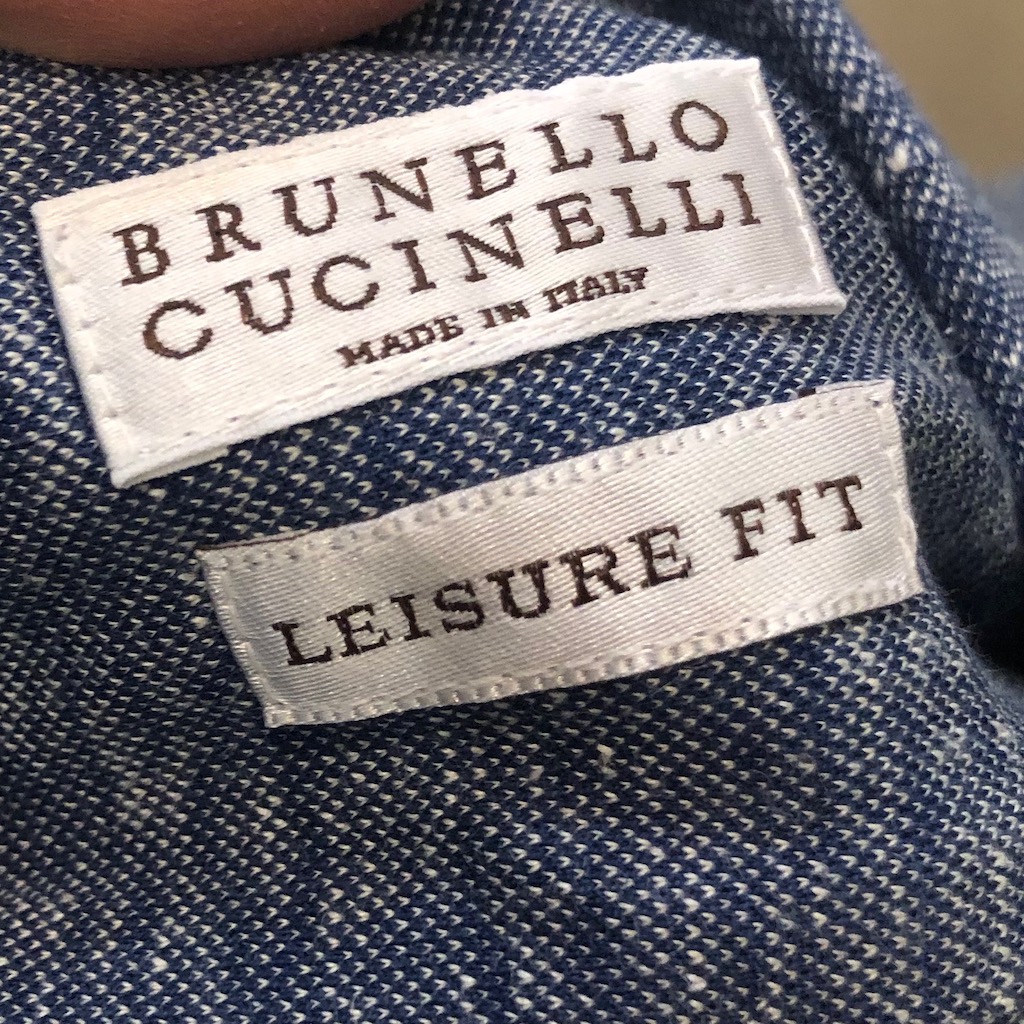 BRUNELLO
CUCINELLI
MADE IN ITALY
LEISURE FIT